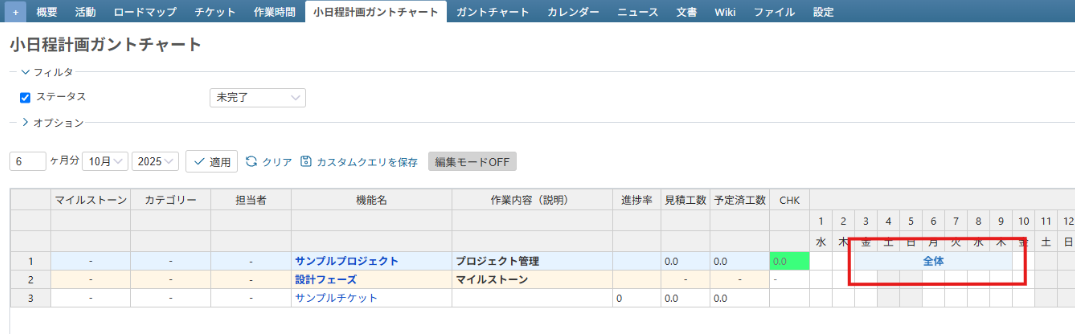 + 概要 活動 ロードマップ チケット 作業時間 小日程計画ガントチャート ガントチャート カレンダー ニュース 文書 Wiki ファイル 設定
小日程計画ガントチャート
フィルタ
ステータス 未完了
オプション
6 ヶ月分 10月 2025 適用 クリア カスタムクエリを保存 編集モードOFF
マイルストーン カテゴリー 担当者 機能名 作業内容（説明） 進捗率 見積工数 予定済工数 CHK
1 2 3 4 5 6 7 8 9 10 11 12
水 木 金 土 日 月 火 水 木 金 土 日
1 - - - サンプルプロジェクト プロジェクト管理 0.0 0.0 0.0 全体
2 - - - 設計フェーズ マイルストーン - - -
3 - - - サンプルチケット 0 0.0 0.0